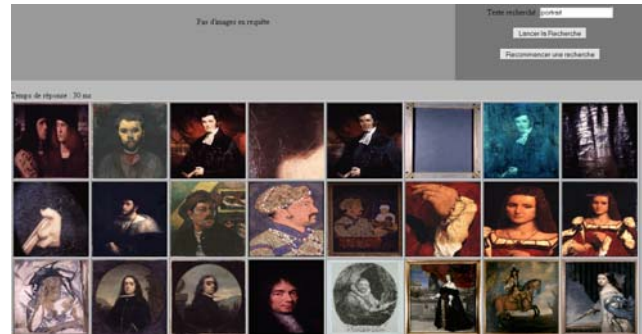 Pas d'images en requête
Texte recherché: portrait
Lancer la Recherche
Recommencer une recherche
Temps de réponse : 30 ms